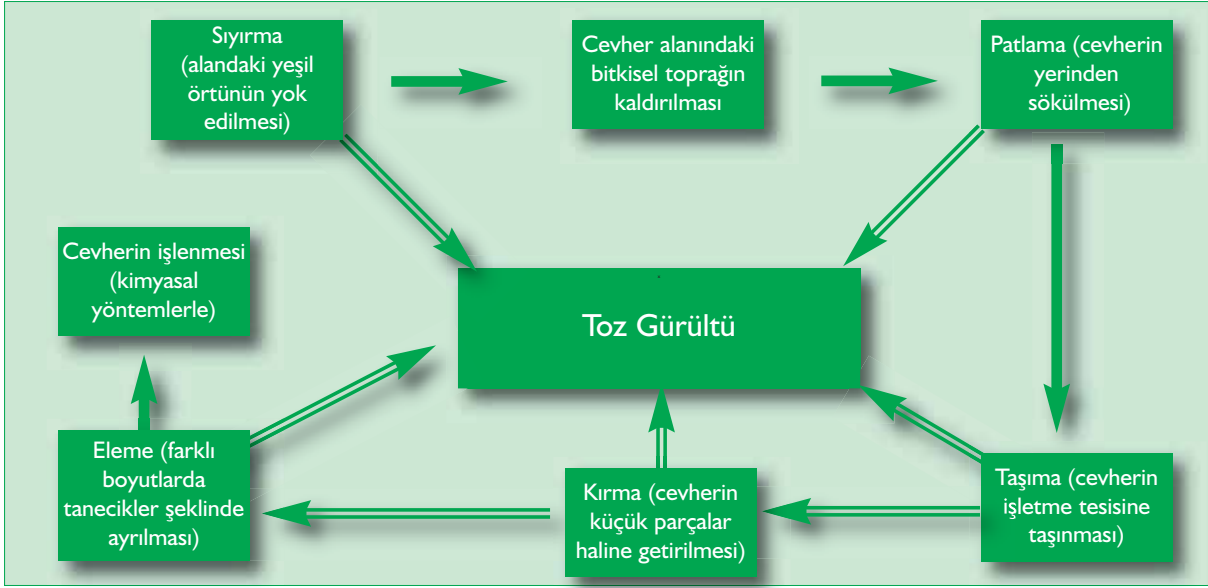 Sıyırma
(alandaki yeşil
örtünün yok
edilmesi)
Cevher alanındaki
bitkisel toprağın
kaldırılması
Patlama (cevherin
yerinden
sökülmesi)
Cevherin işlenmesi
(kimyasal
yöntemlerle)
Toz Gürültü
Eleme (farklı
boyutlarda
tanecikler şeklinde
ayrılması)
Kırma (cevherin
küçük parçalar
haline getirilmesi)
Taşıma (cevherin
işletme tesisine
taşınması)